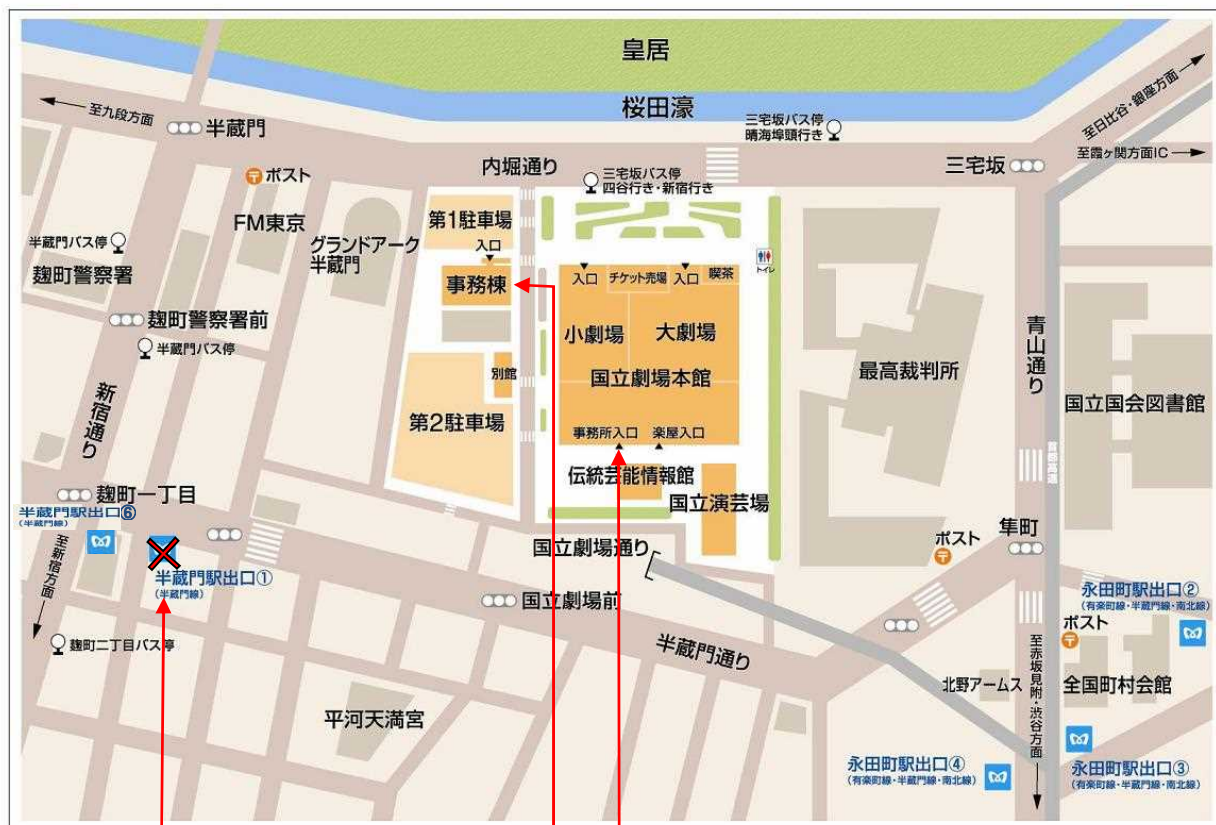 皇居
桜田濠
至九段方面
半蔵門
三宅坂バス停
晴海埠頭行き
至日比谷・銀座方面
至霞ヶ関方面IC
三宅坂
内堀通り
三宅坂バス停
四谷行き・新宿行き
ポスト
FM東京
グランドアーク
半蔵門
第1駐車場
入口
事務棟
半蔵門バス停
麹町警察署
麹町警察署前
半蔵門バス停
入口
チケット売場
入口
喫茶
トイレ
小劇場
大劇場
国立劇場本館
別館
第2駐車場
事務所入口
楽屋入口
伝統芸能情報館
国立演芸場
最高裁判所
青山通り
国立国会図書館
首都高速
新宿通り
麹町一丁目
半蔵門駅出口⑥
(半蔵門線)
至新宿方面
半蔵門駅出口①
(半蔵門線)
国立劇場通り
国立劇場前
半蔵門通り
ポスト
隼町
永田町駅出口②
(有楽町線・半蔵門線・南北線)
ポスト
麹町二丁目バス停
平河天満宮
北野アームス
全国町村会館
至赤坂見附・渋谷方面
永田町駅出口④
(有楽町線・半蔵門線・南北線)
永田町駅出口③
(有楽町線・半蔵門線・南北線)